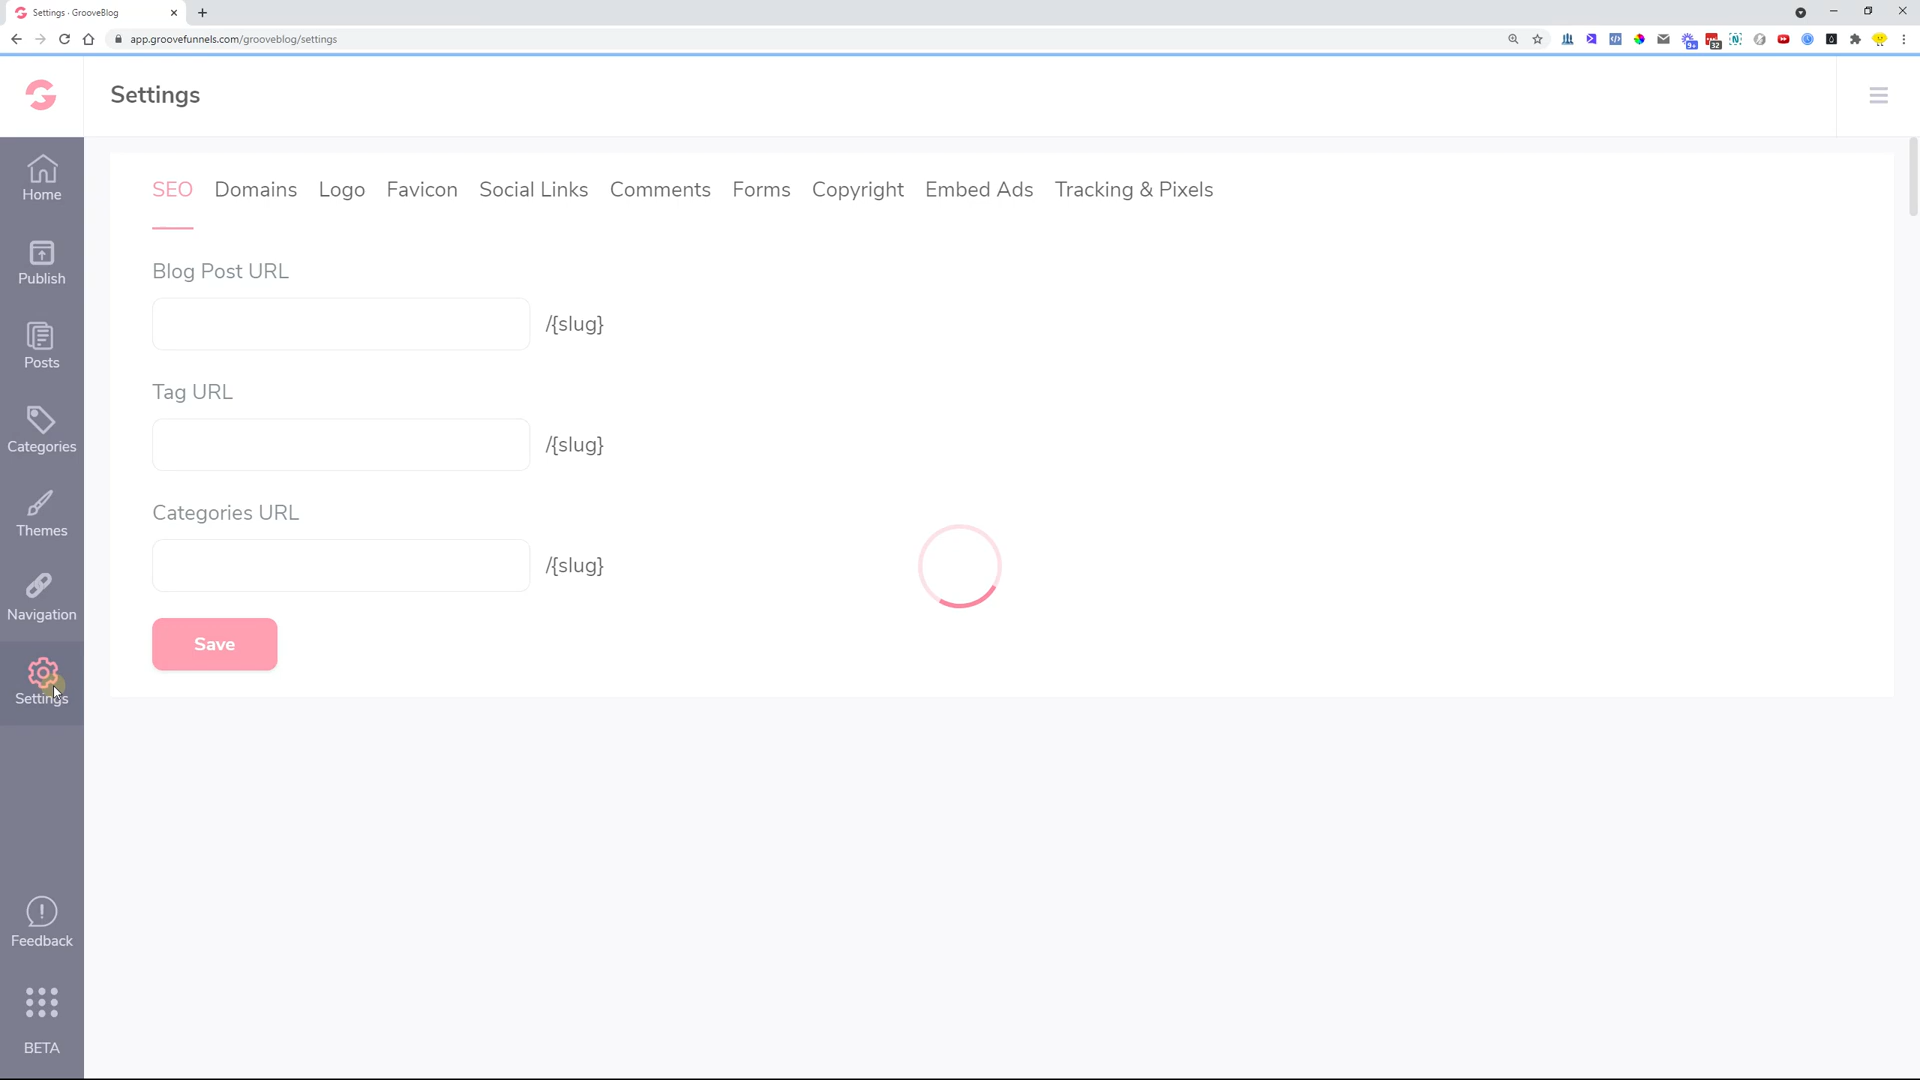 Settings - GrooveBlog
app.groovefunnels.com/grooveblog/settings
9+
32
Settings
Home
Publish
Posts
Categories
Themes
Navigation
Settings
Feedback
BETA
SEO Domains Logo Favicon Social Links Comments Forms Copyright Embed Ads Tracking & Pixels
Blog Post URL
/{slug}
Tag URL
/{slug}
Categories URL
/{slug}
Save